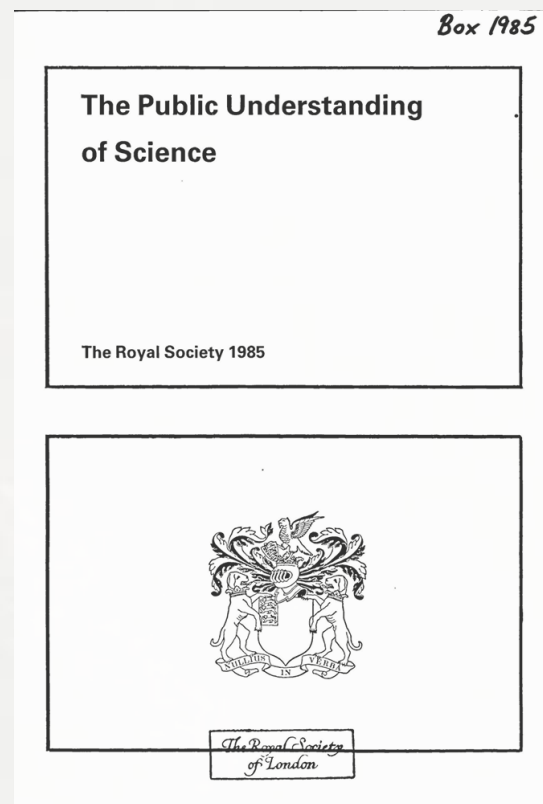 Box 1985
The Public Understanding
of Science
The Royal Society 1985
NULLIUS IN VERBA
The Royal Society
of London